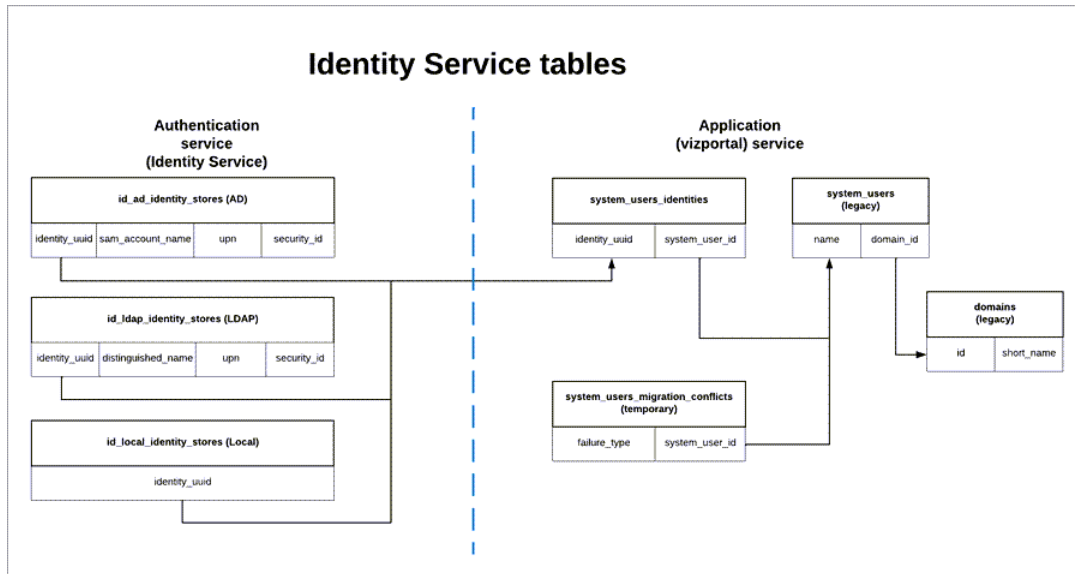 Identity Service tables
Authentication
service
(Identity Service)
Application
(vizportal) service
id_ad_identity_stores (AD)
identity_uuid sam_account_name upn security_id
id_ldap_identity_stores (LDAP)
identity_uuid distinguished_name upn security_id
id_local_identity_stores (Local)
identity_uuid
system_users_identities
identity_uuid system_user_id
system_users
(legacy)
name domain_id
domains
(legacy)
id short_name
system_users_migration_conflicts
(temporary)
failure_type system_user_id